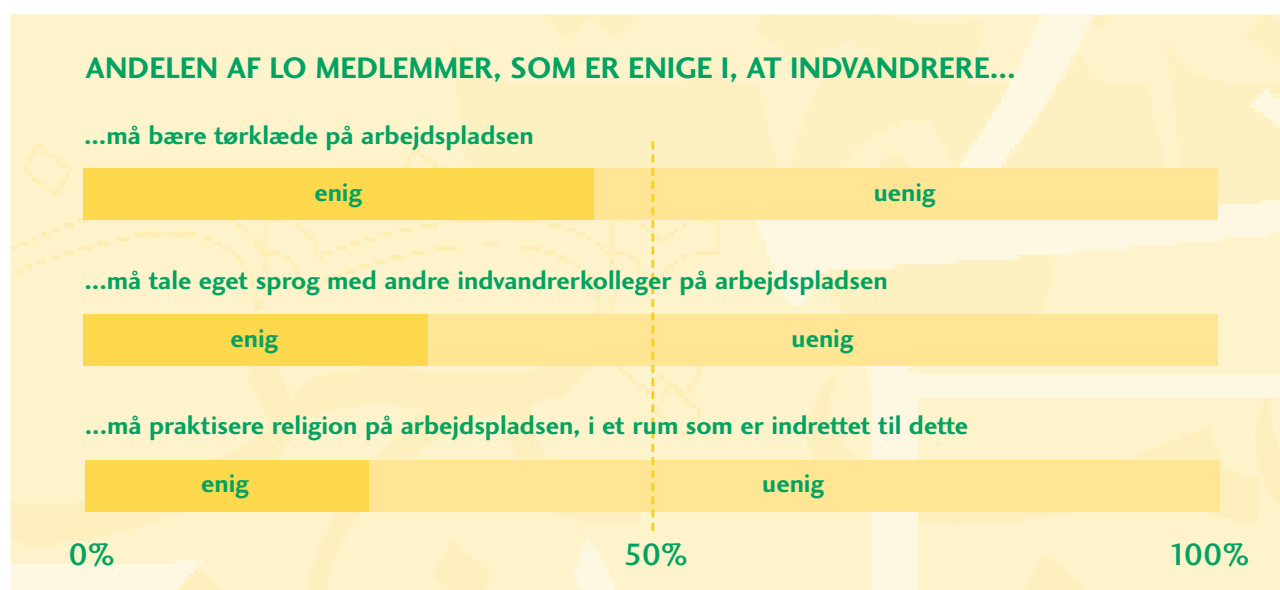 ANDELEN AF LO MEDLEMMER, SOM ER ENIGE I, AT INDVANDRERE...
...må bære tørklæde på arbejdspladsen
enig uenig
...må tale eget sprog med andre indvandrerkolleger på arbejdspladsen
enig uenig
...må praktisere religion på arbejdspladsen, i et rum som er indrettet til dette
enig uenig
0% 50% 100%